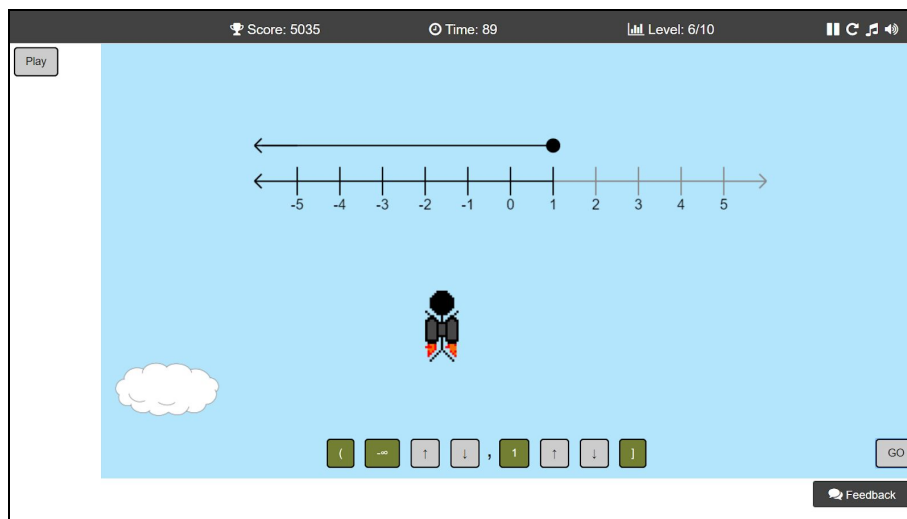 Score: 5035 Time: 89 Level: 6/10
Play
-5 -4 -3 -2 -1 0 1 2 3 4 5
( -∞ ↑ ↓ , 1 ↑ ↓ ]
GO
Feedback